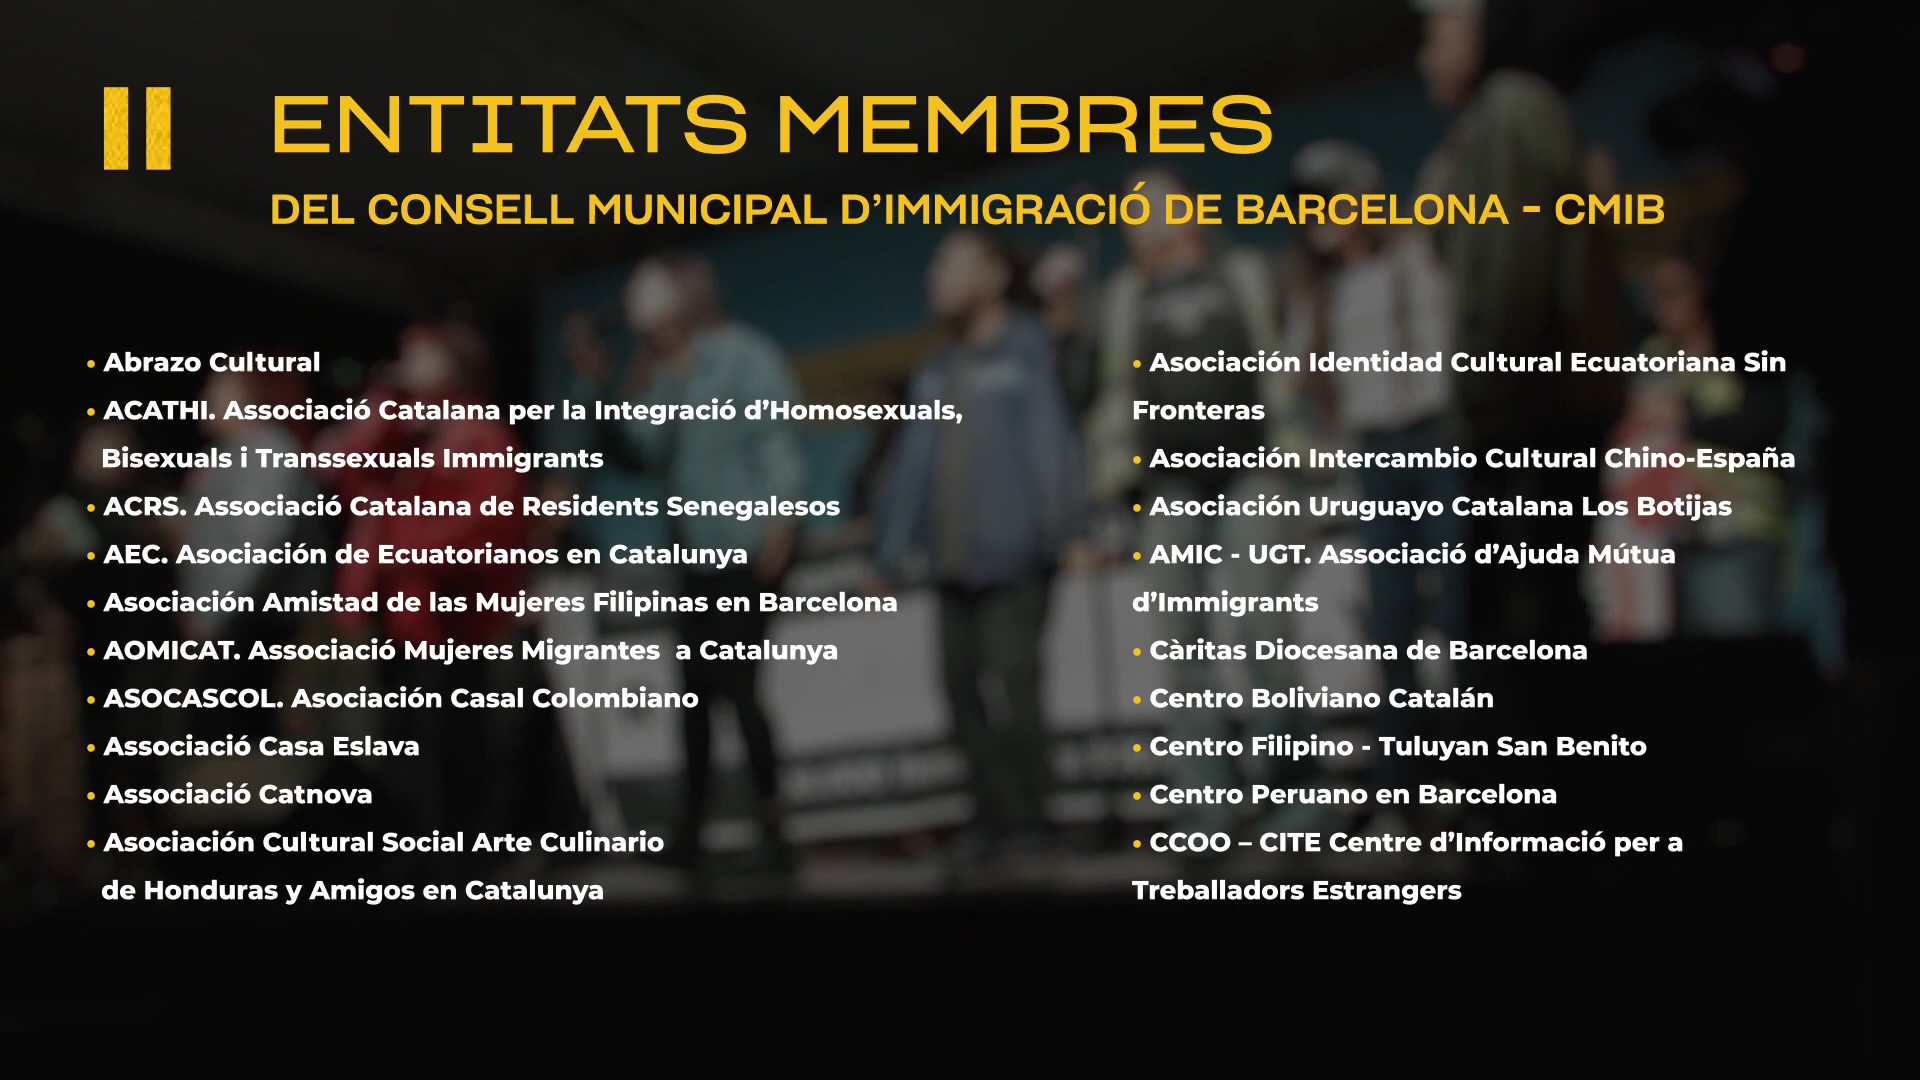 ENTITATS MEMBRES
DEL CONSELL MUNICIPAL D’IMMIGRACIÓ DE BARCELONA - CMIB
• Abrazo Cultural
• ACATHI. Associació Catalana per la Integració d’Homosexuals,
Bisexuals i Transsexuals Immigrants
• ACRS. Associació Catalana de Residents Senegalesos
• AEC. Asociación de Ecuatorianos en Catalunya
• Asociación Amistad de las Mujeres Filipinas en Barcelona
• AOMICAT. Associació Mujeres Migrantes  a Catalunya
• ASOCASCOL. Asociación Casal Colombiano
• Associació Casa Eslava
• Associació Catnova
• Asociación Cultural Social Arte Culinario
de Honduras y Amigos en Catalunya
• Asociación Identidad Cultural Ecuatoriana Sin
Fronteras
• Asociación Intercambio Cultural Chino-España
• Asociación Uruguayo Catalana Los Botijas
• AMIC - UGT. Associació d’Ajuda Mútua
d’Immigrants
• Càritas Diocesana de Barcelona
• Centro Boliviano Catalán
• Centro Filipino - Tuluyan San Benito
• Centro Peruano en Barcelona
• CCOO – CITE Centre d’Informació per a
Treballadors Estrangers